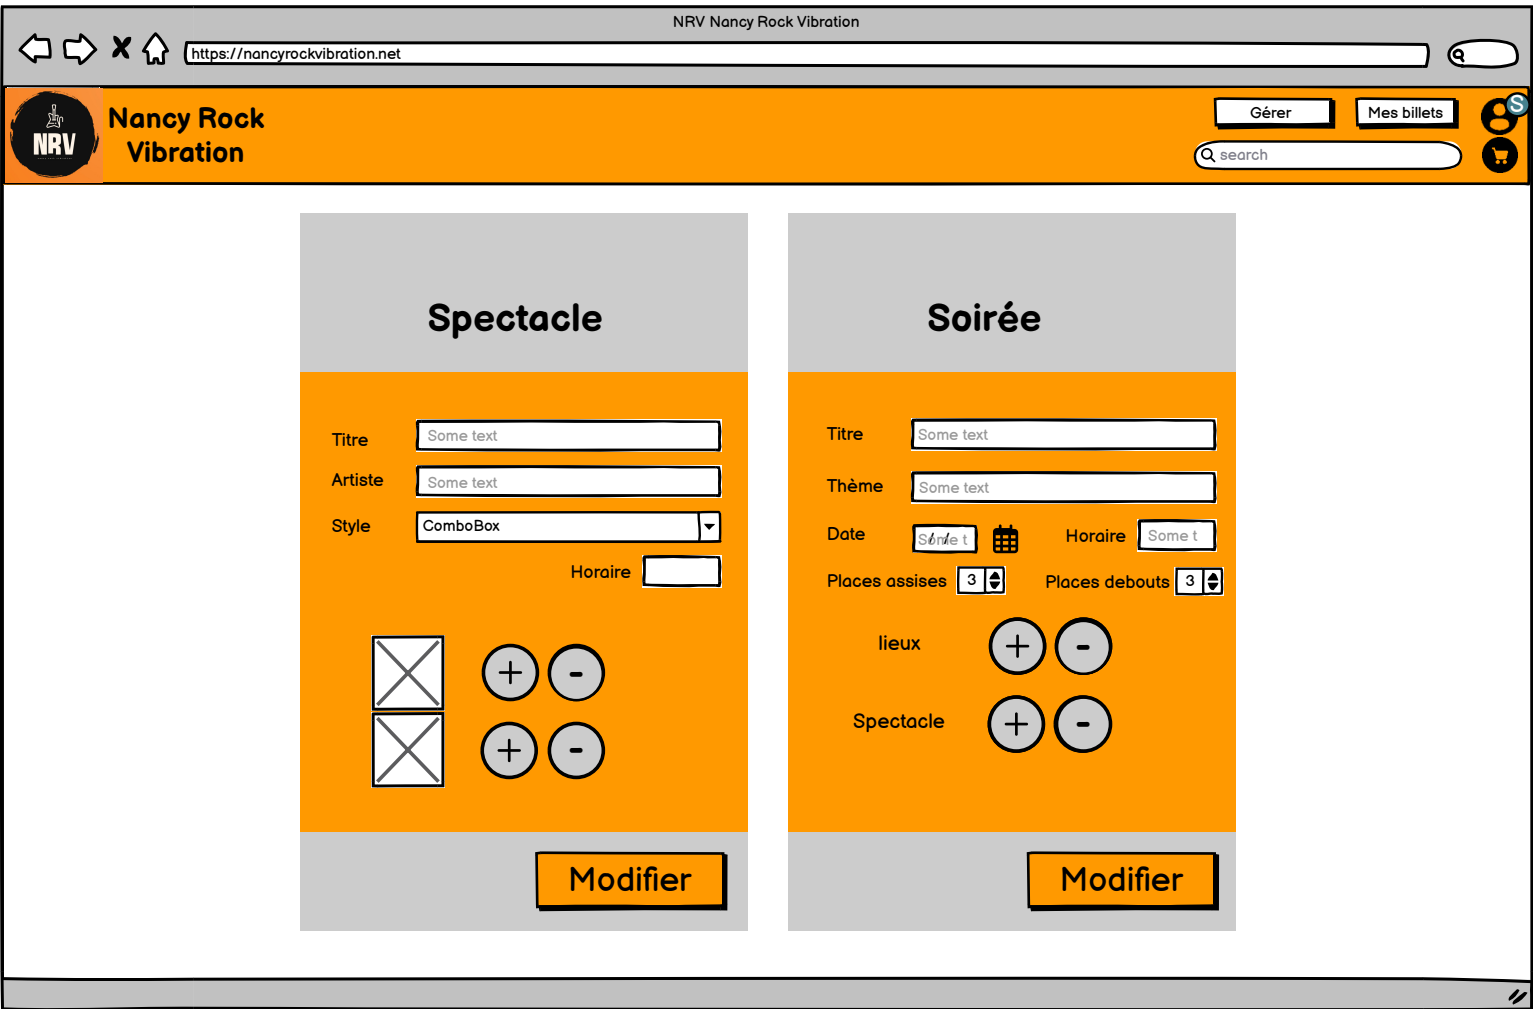 NRV Nancy Rock Vibration
https://nancyrockvibration.net
NRV
Nancy Rock
Vibration
Gérer
Mes billets
S
search
Spectacle
Titre
Some text
Artiste
Some text
Style
ComboBox
Horaire
+ -
+ -
Modifier
Soirée
Titre
Some text
Thème
Some text
Date
Some t
/ /
Horaire
Some t
Places assises
3
Places debouts
3
lieux
+ -
Spectacle
+ -
Modifier